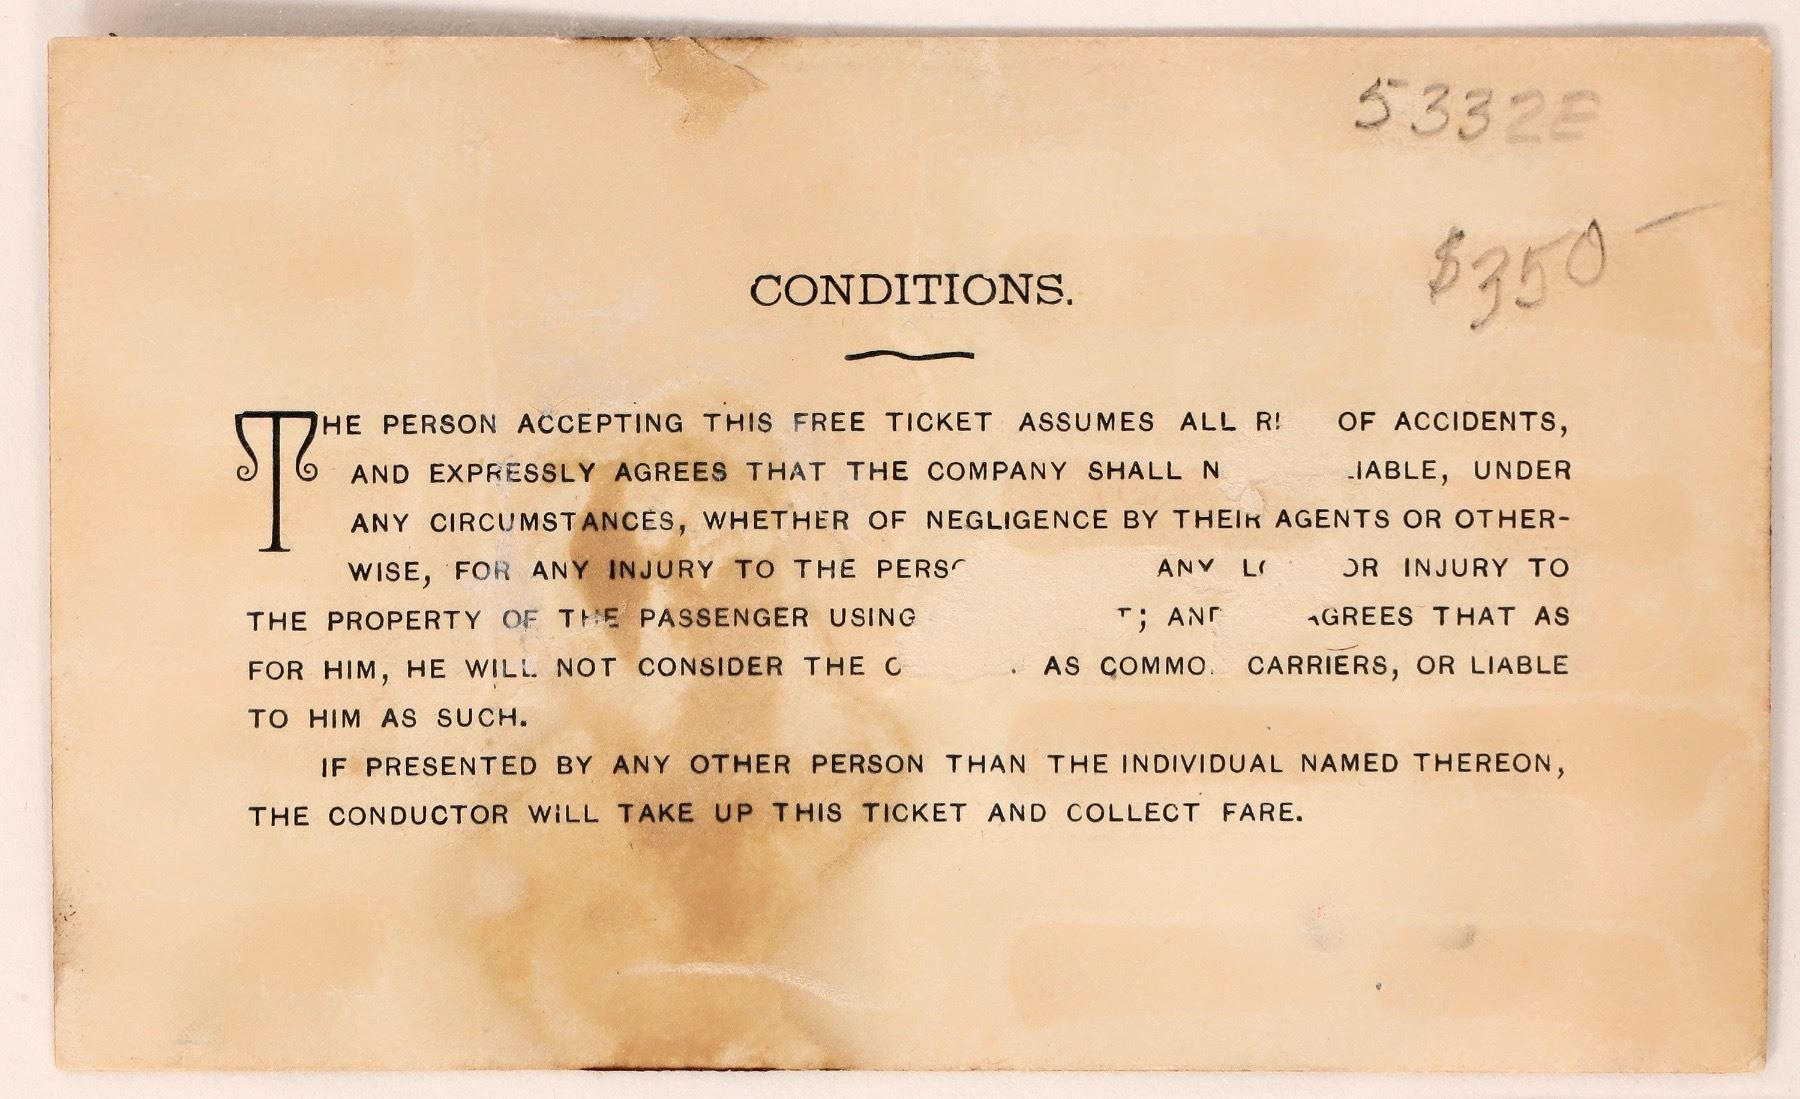 5332E
$350-
CONDITIONS.
THE PERSON ACCEPTING THIS FREE TICKET ASSUMES ALL OF ACCIDENTS,
AND EXPRESSLY AGREES THAT THE COMPANY SHALL UNDER
ANY CIRCUMSTANCES, WHETHER OF NEGLIGENCE BY THEIR AGENTS OR OTHER-
WISE, FOR ANY INJURY TO THE ANY OR INJURY TO
THE PROPERTY OF THE PASSENGER USING AGREES THAT AS
FOR HIM, HE WILL NOT CONSIDER THE AS CARRIERS, OR LIABLE
TO HIM AS SUCH.
IF PRESENTED BY ANY OTHER PERSON THAN THE INDIVIDUAL NAMED THEREON,
THE CONDUCTOR WILL TAKE UP THIS TICKET AND COLLECT FARE.